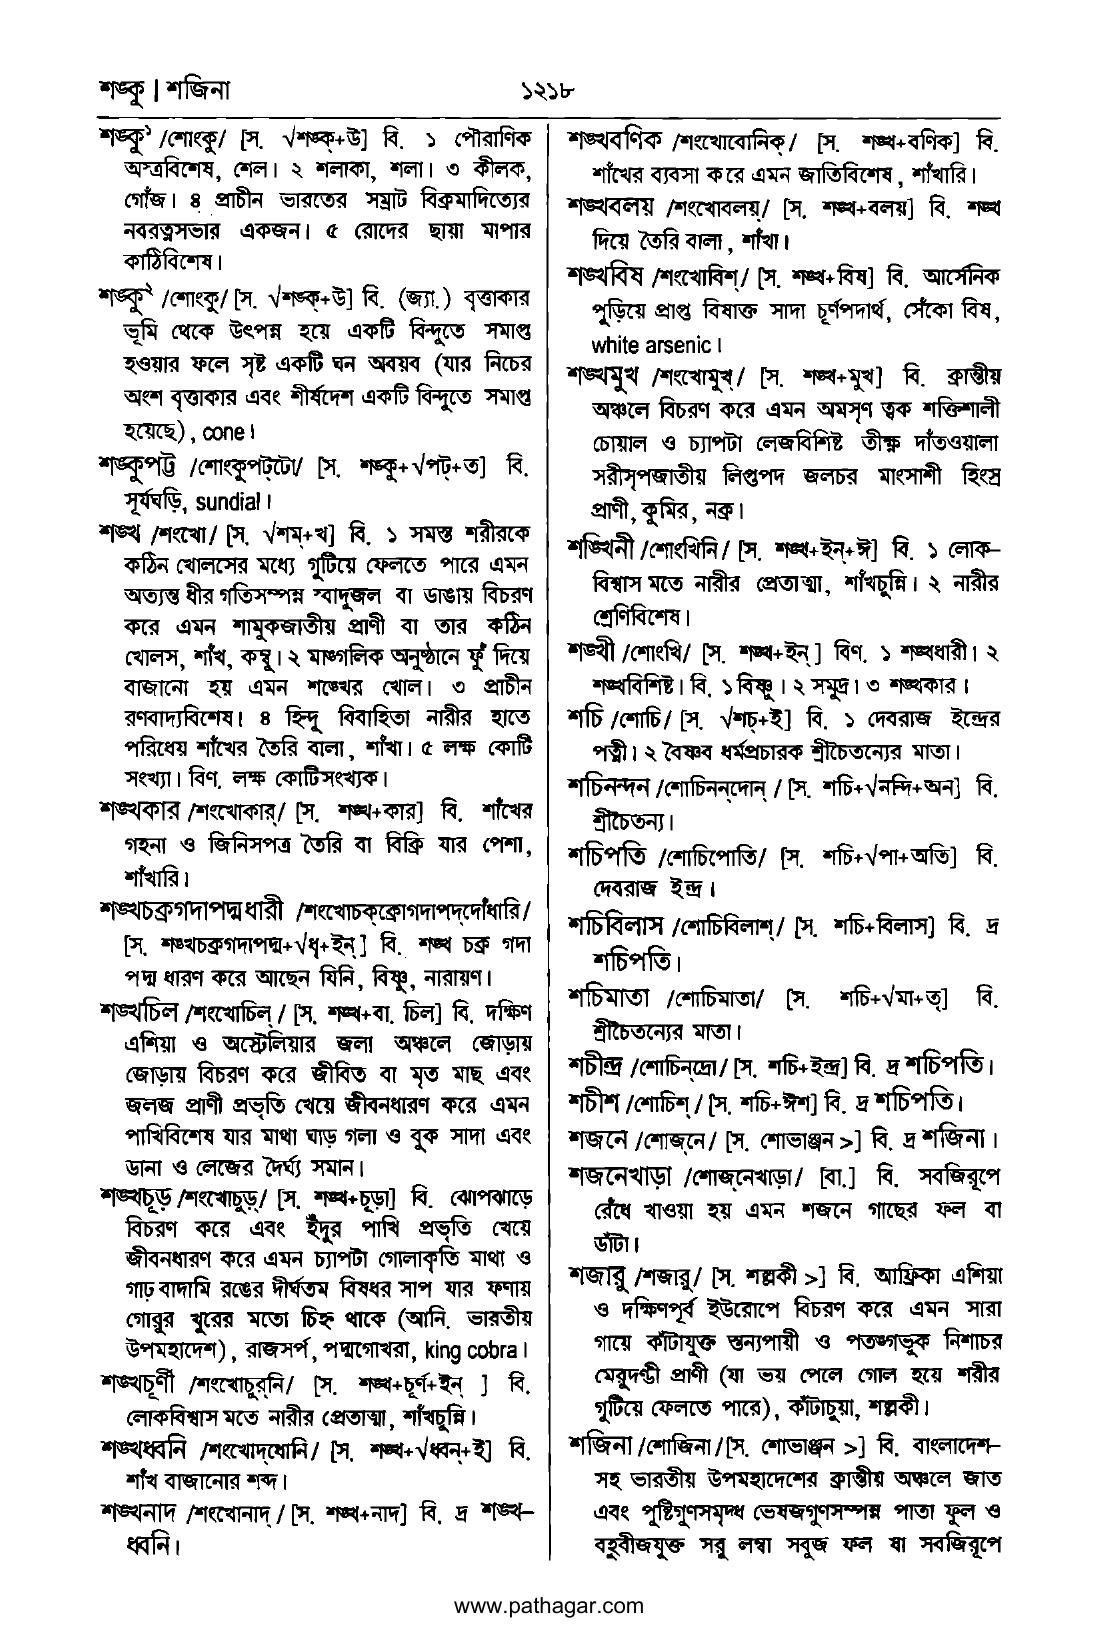 শঙ্কু | শজিনা
১২১৮
শঙ্কু১ /শোংকু/ [স. √শঙ্ক্+উ] বি. ১ পৌরাণিক
অস্ত্রবিশেষ, শেল। ২ শলাকা, শলা। ৩ কীলক,
গোঁজ। ৪ প্রাচীন ভারতের সম্রাট বিক্রমাদিত্যের
নবরত্নসভার একজন। ৫ রোদের ছায়া মাপার
কাঠিবিশেষ।
শঙ্কু২ /শোংকু/ [স. √শঙ্ক্+উ] বি. (জ্যা.) বৃত্তাকার
ভূমি থেকে উৎপন্ন হয়ে একটি বিন্দুতে সমাপ্ত
হওয়ার ফলে সৃষ্ট একটি ঘন অবয়ব (যার নিচের
অংশ বৃত্তাকার এবং শীর্ষদেশ একটি বিন্দুতে সমাপ্ত
হয়েছে), cone।
শঙ্কুপট্ট /শোংকুপট্‌টো/ [স. শঙ্কু+√পট্+ত] বি.
সূর্যঘড়ি, sundial।
শঙ্খ /শংখো/ [স. √শম্+খ] বি. ১ সমস্ত শরীরকে
কঠিন খোলসের মধ্যে গুটিয়ে ফেলতে পারে এমন
অত্যন্ত ধীর গতিসম্পন্ন স্বাদুজল বা ডাঙায় বিচরণ
করে এমন শামুকজাতীয় প্রাণী বা তার কঠিন
খোলস, শাঁখ, কম্বু। ২ মাঙ্গলিক অনুষ্ঠানে ফুঁ দিয়ে
বাজানো হয় এমন শঙ্খের খোল। ৩ প্রাচীন
রণবাদ্যবিশেষ। ৪ হিন্দু বিবাহিতা নারীর হাতে
পরিধেয় শাঁখের তৈরি বালা, শাঁখা। ৫ লক্ষ কোটি
সংখ্যা। বিণ. লক্ষ কোটিসংখ্যক।
শঙ্খকার /শংখোকার্/ [স. শঙ্খ+কার] বি. শাঁখের
গহনা ও জিনিসপত্র তৈরি বা বিক্রি যার পেশা,
শাঁখারি।
শঙ্খচক্রগদাপদ্মধারী /শংখোচক্‌ক্রোগদাপদ্‌দোঁধারি/
[স. শঙ্খচক্রগদাপদ্ম+√ধৃ+ইন্] বি. শঙ্খ চক্র গদা
পদ্ম ধারণ করে আছেন যিনি, বিষ্ণু, নারায়ণ।
শঙ্খচিল /শংখোচিল্/ [স. শঙ্খ+বা. চিল] বি. দক্ষিণ
এশিয়া ও অস্ট্রেলিয়ার জলা অঞ্চলে জোড়ায়
জোড়ায় বিচরণ করে জীবিত বা মৃত মাছ এবং
জলজ প্রাণী প্রভৃতি খেয়ে জীবনধারণ করে এমন
পাখিবিশেষ যার মাথা ঘাড় গলা ও বুক সাদা এবং
ডানা ও লেজের দৈর্ঘ্য সমান।
শঙ্খচূড় /শংখোচুড়্/ [স. শঙ্খ+চূড়া] বি. ঝোপঝাড়ে
বিচরণ করে এবং ইঁদুর পাখি প্রভৃতি খেয়ে
জীবনধারণ করে এমন চ্যাপটা গোলাকৃতি মাথা ও
গাঢ় বাদামি রঙের দীর্ঘতম বিষধর সাপ যার ফণায়
গোরুর খুরের মতো চিহ্ন থাকে (আনি. ভারতীয়
উপমহাদেশ), রাজসর্প, পদ্মগোখরা, king cobra।
শঙ্খচূর্ণী /শংখোচুর্‌নি/ [স. শঙ্খ+চূর্ণ+ইন্ ] বি.
লোকবিশ্বাস মতে নারীর প্রেতাত্মা, শাঁখচুন্নি।
শঙ্খধ্বনি /শংখোদ্‌ধোনি/ [স. শঙ্খ+√ধ্বন্+ই] বি.
শাঁখ বাজানোর শব্দ।
শঙ্খনাদ /শংখোনাদ্/ [স. শঙ্খ+নাদ] বি. দ্র শঙ্খ–
ধ্বনি।
শঙ্খবণিক /শংখোবোনিক্/ [স. শঙ্খ+বণিক] বি.
শাঁখের ব্যবসা করে এমন জাতিবিশেষ, শাঁখারি।
শঙ্খবলয় /শংখোবলয়্/ [স. শঙ্খ+বলয়] বি. শঙ্খ
দিয়ে তৈরি বালা, শাঁখা।
শঙ্খবিষ /শংখোবিশ্/ [স. শঙ্খ+বিষ] বি. আর্সেনিক
পুড়িয়ে প্রাপ্ত বিষাক্ত সাদা চূর্ণপদার্থ, সেঁকো বিষ,
white arsenic।
শঙ্খমুখ /শংখোমুখ্/ [স. শঙ্খ+মুখ] বি. ক্রান্তীয়
অঞ্চলে বিচরণ করে এমন অমসৃণ ত্বক শক্তিশালী
চোয়াল ও চ্যাপটা লেজবিশিষ্ট তীক্ষ্ণ দাঁতওয়ালা
সরীসৃপজাতীয় লিপ্তপদ জলচর মাংসাশী হিংস্র
প্রাণী, কুমির, নক্র।
শঙ্খিনী /শোংখিনি/ [স. শঙ্খ+ইন্+ঈ] বি. ১ লোক–
বিশ্বাস মতে নারীর প্রেতাত্মা, শাঁখচুন্নি। ২ নারীর
শ্রেণিবিশেষ।
শঙ্খী /শোংখি/ [স. শঙ্খ+ইন্ ] বিণ. ১ শঙ্খধারী। ২
শঙ্খবিশিষ্ট। বি. ১ বিষ্ণু। ২ সমুদ্র। ৩ শঙ্খকার।
শচি /শোচি/ [স. √শচ্+ই] বি. ১ দেবরাজ ইন্দ্রের
পত্নী। ২ বৈষ্ণব ধর্মপ্রচারক শ্রীচৈতন্যের মাতা।
শচিনন্দন /শোচিনন্‌দোন্ / [স. শচি+√নন্দি+অন] বি.
শ্রীচৈতন্য।
শচিপতি /শোচিপোতি/ [স. শচি+√পা+অতি] বি.
দেবরাজ ইন্দ্র।
শচিবিলাস /শোচিবিলাশ্/ [স. শচি+বিলাস] বি. দ্র
শচিপতি।
শচিমাতা /শোচিমাতা/ [স. শচি+√মা+তৃ] বি.
শ্রীচৈতন্যের মাতা।
শচীন্দ্র /শোচিন্‌দ্রো/ [স. শচি+ইন্দ্র] বি. দ্র শচিপতি।
শচীশ /শোচিশ্/ [স. শচি+ঈশ] বি. দ্র শচিপতি।
শজনে /শোজ্‌নে/ [স. শোভাঞ্জন >] বি. দ্র শজিনা।
শজনেখাড়া /শোজ্‌নেখাড়া/ [বা.] বি. সবজিরূপে
রেঁধে খাওয়া হয় এমন শজনে গাছের ফল বা
ডাঁটা।
শজারু /শজারু/ [স. শল্লকী >] বি. আফ্রিকা এশিয়া
ও দক্ষিণপূর্ব ইউরোপে বিচরণ করে এমন সারা
গায়ে কাঁটাযুক্ত স্তন্যপায়ী ও পতঙ্গভুক নিশাচর
মেরুদণ্ডী প্রাণী (যা ভয় পেলে গোল হয়ে শরীর
গুটিয়ে ফেলতে পারে), কাঁটাচুয়া, শল্লকী।
শজিনা /শোজিনা/ [স. শোভাঞ্জন >] বি. বাংলাদেশ–
সহ ভারতীয় উপমহাদেশের ক্রান্তীয় অঞ্চলে জাত
এবং পুষ্টিগুণসমৃদ্ধ ভেষজগুণসম্পন্ন পাতা ফুল ও
বহুবীজযুক্ত সরু লম্বা সবুজ ফল যা সবজিরূপে
www.pathagar.com